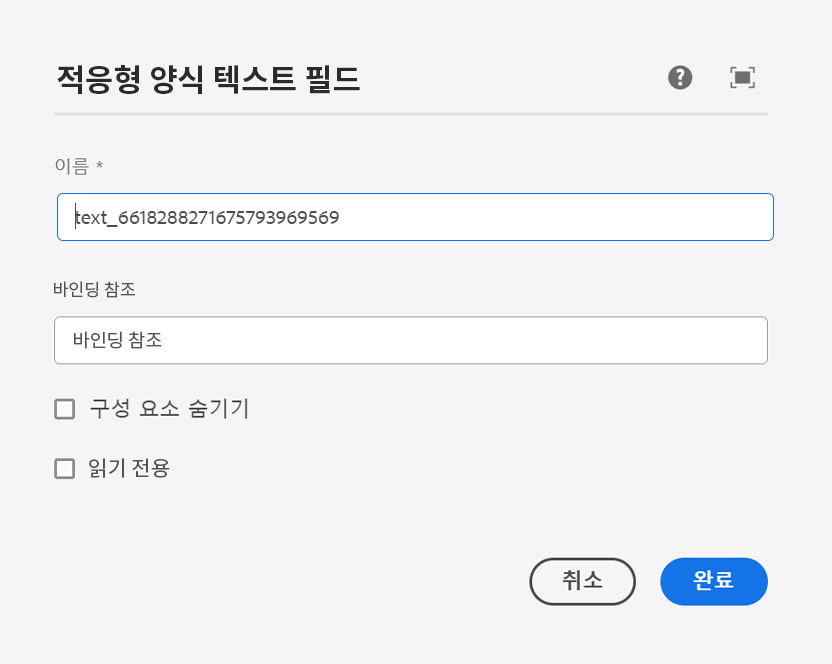 적응형 양식 텍스트 필드
이름 *
text_6618288271675793969569
바인딩 참조
바인딩 참조
구성 요소 숨기기
읽기 전용
취소
완료